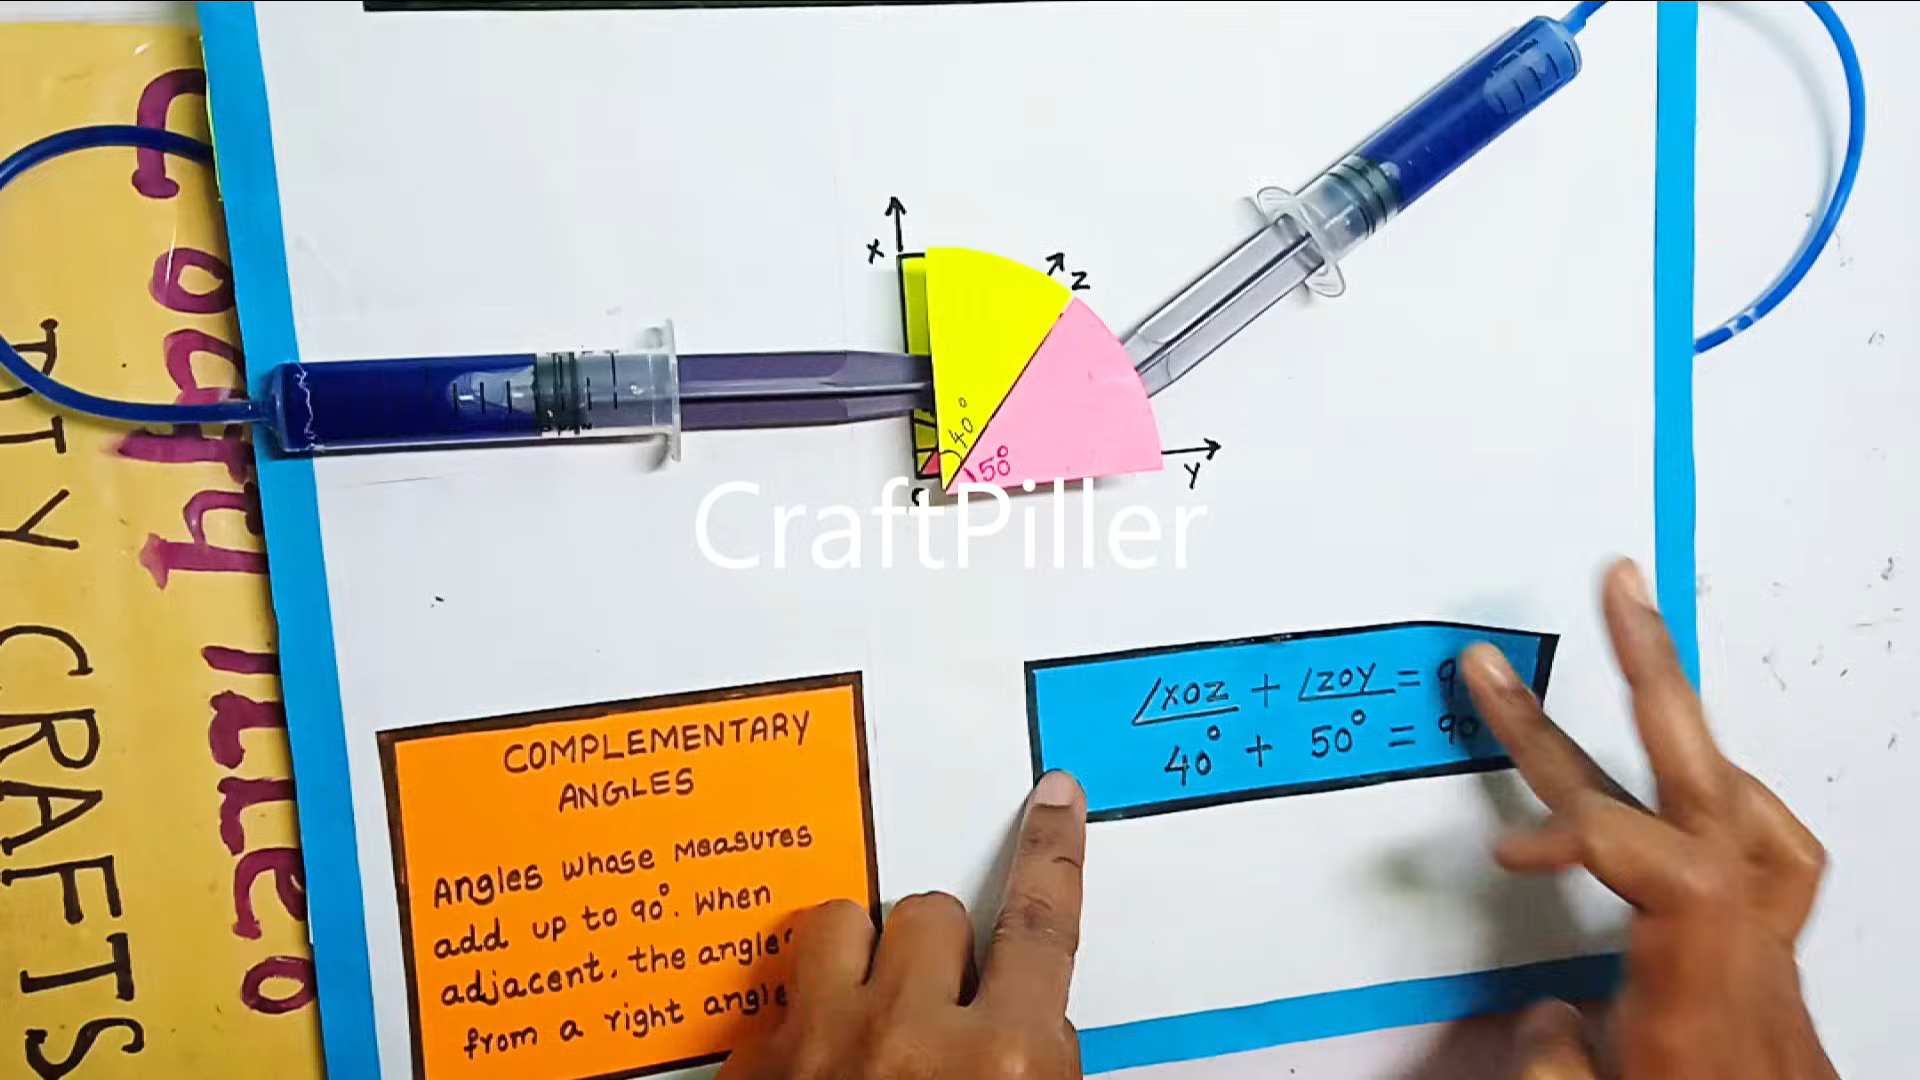 X
Z
40°
50°
Y
CraftPiller
∠XOZ + ∠ZOY =
40° + 50° = 90
COMPLEMENTARY
ANGLES
Angles whose measures
add up to 90°. When
adjacent, the angle
from a right angle
DIY CRAFTS